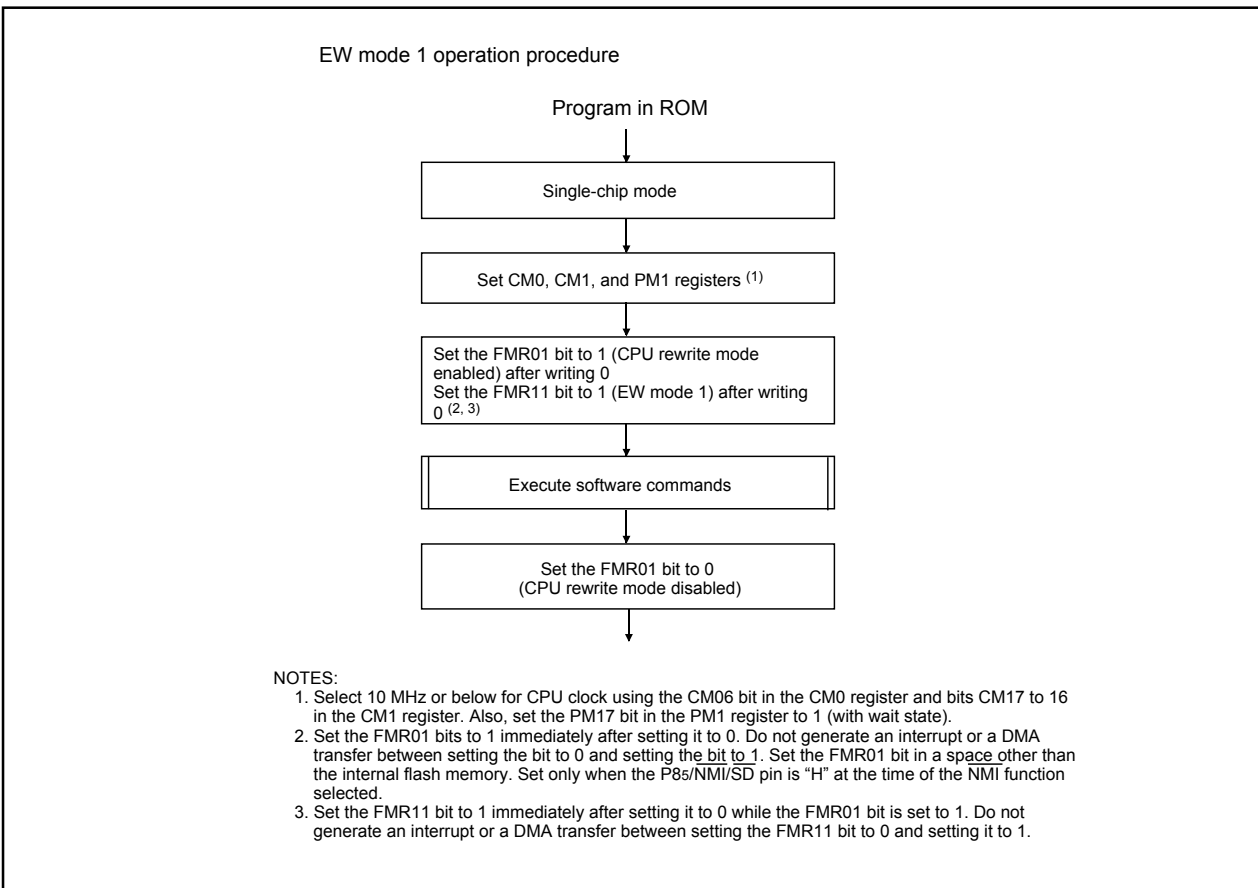 EW mode 1 operation procedure
Program in ROM
Single-chip mode
Set CM0, CM1, and PM1 registers (1)
Set the FMR01 bit to 1 (CPU rewrite mode
enabled) after writing 0
Set the FMR11 bit to 1 (EW mode 1) after writing
0 (2, 3)
Execute software commands
Set the FMR01 bit to 0
(CPU rewrite mode disabled)
NOTES:
1. Select 10 MHz or below for CPU clock using the CM06 bit in the CM0 register and bits CM17 to 16
in the CM1 register. Also, set the PM17 bit in the PM1 register to 1 (with wait state).
2. Set the FMR01 bits to 1 immediately after setting it to 0. Do not generate an interrupt or a DMA
transfer between setting the bit to 0 and setting the bit to 1. Set the FMR01 bit in a space other than
the internal flash memory. Set only when the P85/NMI/SD pin is “H” at the time of the NMI function
selected.
3. Set the FMR11 bit to 1 immediately after setting it to 0 while the FMR01 bit is set to 1. Do not
generate an interrupt or a DMA transfer between setting the FMR11 bit to 0 and setting it to 1.